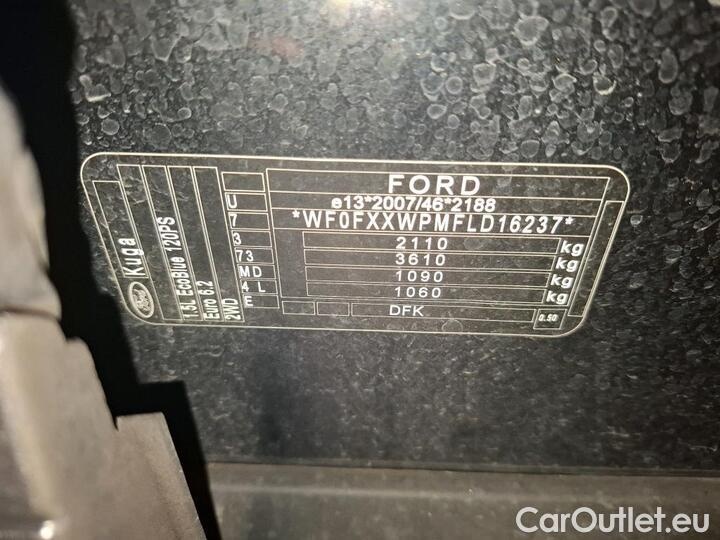 FORD
e13*2007/46*2188
*WF0FXXWPMFLD16237*
2110 kg
3610 kg
1090 kg
1060 kg
DFK
0.50
U
7
3
73
MD
4 L
E
Ford
Kuga
1.5L EcoBlue 120PS
Euro 6.2
2WD
CarOutlet.eu